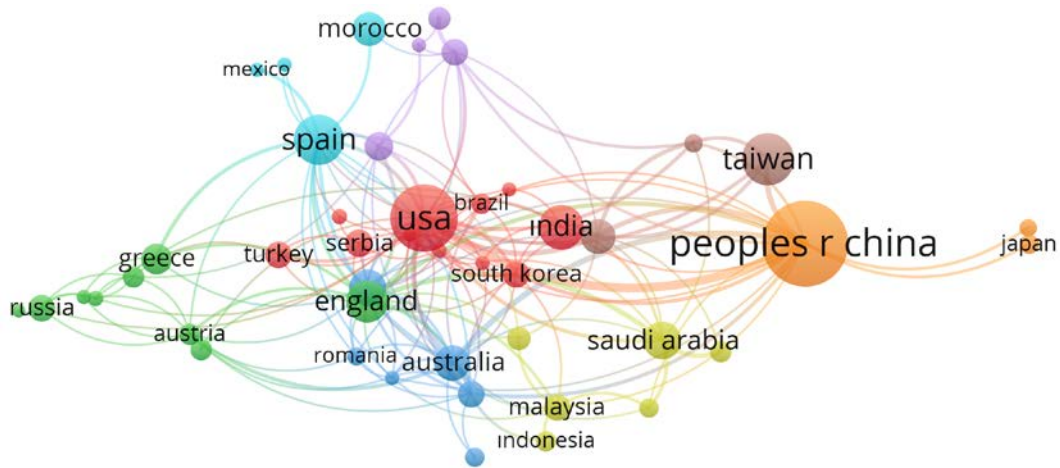 morocco
mexico
spain
taiwan
usa
brazil
india
peoples r china
japan
serbia
turkey
south korea
greece
england
russia
austria
saudi arabia
romania
australia
malaysia
indonesia